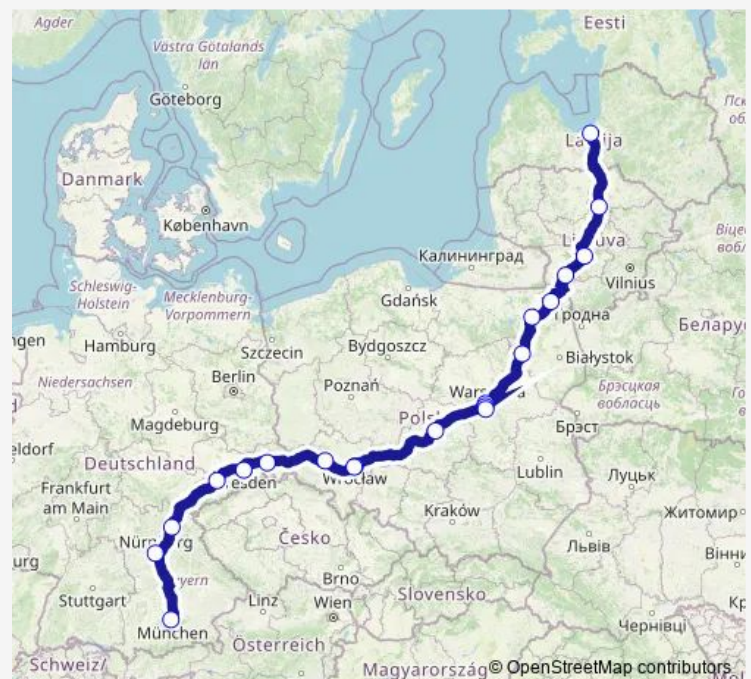 Agder
Eesti
Västra Götalands
län
Göteborg
Danmark
København
Калининград
Vilnius
Schleswig-
Holstein
Mecklenburg-
Vorpommern
Gdańsk
Hamburg
Szczecin
Bydgoszcz
Białystok
Niedersachsen
Berlin
Poznań
Брэсцкая
вобласць
Magdeburg
Брэст
Deutschland
Lublin
Луцьк
Frankfurt
am Main
Kraków
Житомир
Česko
Львів
Stuttgart
Brno
Linz
Wien
Slovensko
München
Österreich
Чернівці
Schweiz/
Magyarország
© OpenStreetMap contributors